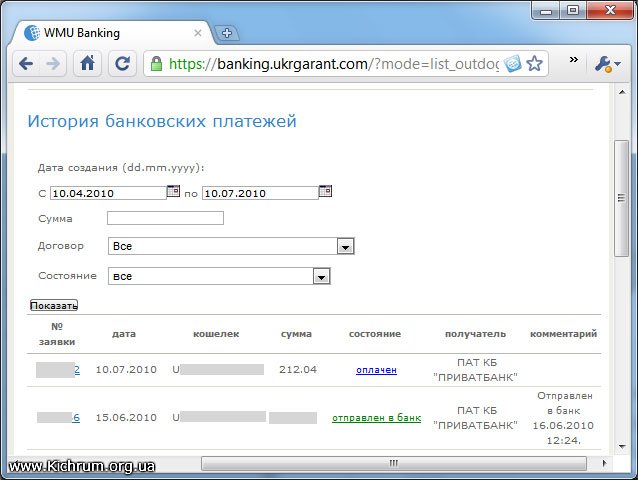 WMU Banking
https://banking.ukrgarant.com/?mode=list_outdo
История банковских платежей
Дата создания (dd.mm.yyyy):
С 10.04.2010 по 10.07.2010
Сумма
Договор Все
Состояние все
Показать
№ заявки дата кошелек сумма состояние получатель комментарий
2 10.07.2010 U 212.04 оплачен ПАТ КБ "ПРИВАТБАНК"
6 15.06.2010 U отправлен в банк ПАТ КБ "ПРИВАТБАНК" Отправлен в банк 16.06.2010 12:24.
www.Kichrum.org.ua